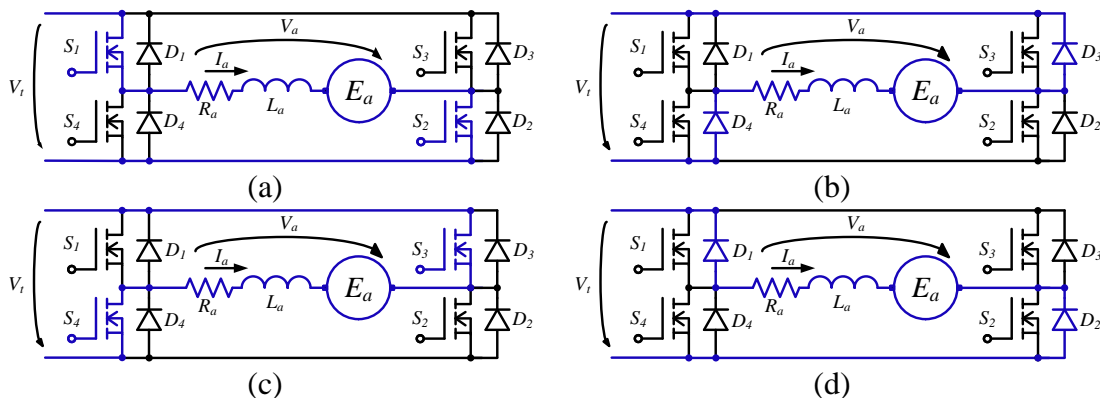 V_a
S_1 D_1 I_a S_3 D_3
V_t E_a
S_4 D_4 R_a L_a S_2 D_2
(a)
V_a
S_1 D_1 I_a S_3 D_3
V_t E_a
S_4 D_4 R_a L_a S_2 D_2
(b)
V_a
S_1 D_1 I_a S_3 D_3
V_t E_a
S_4 D_4 R_a L_a S_2 D_2
(c)
V_a
S_1 D_1 I_a S_3 D_3
V_t E_a
S_4 D_4 R_a L_a S_2 D_2
(d)